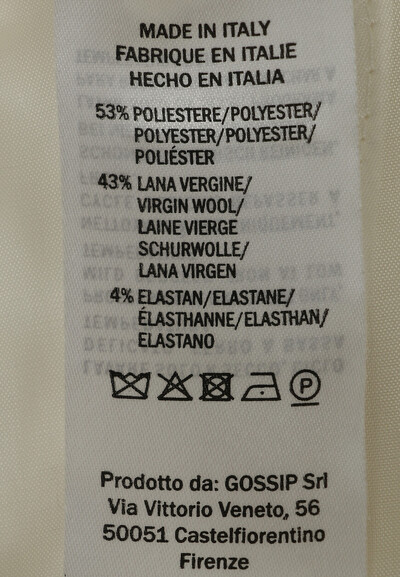 MADE IN ITALY
FABRIQUE EN ITALIE
HECHO EN ITALIA
53% POLIESTERE/POLYESTER/
POLYESTER/POLYESTER/
POLIÉSTER
43% LANA VERGINE/
VIRGIN WOOL/
LAINE VIERGE
SCHURWOLLE/
LANA VIRGEN
4% ELASTAN/ELASTANE/
ÉLASTHANNE/ELASTHAN/
ELASTANO
P
Prodotto da: GOSSIP Srl
Via Vittorio Veneto, 56
50051 Castelfiorentino
Firenze